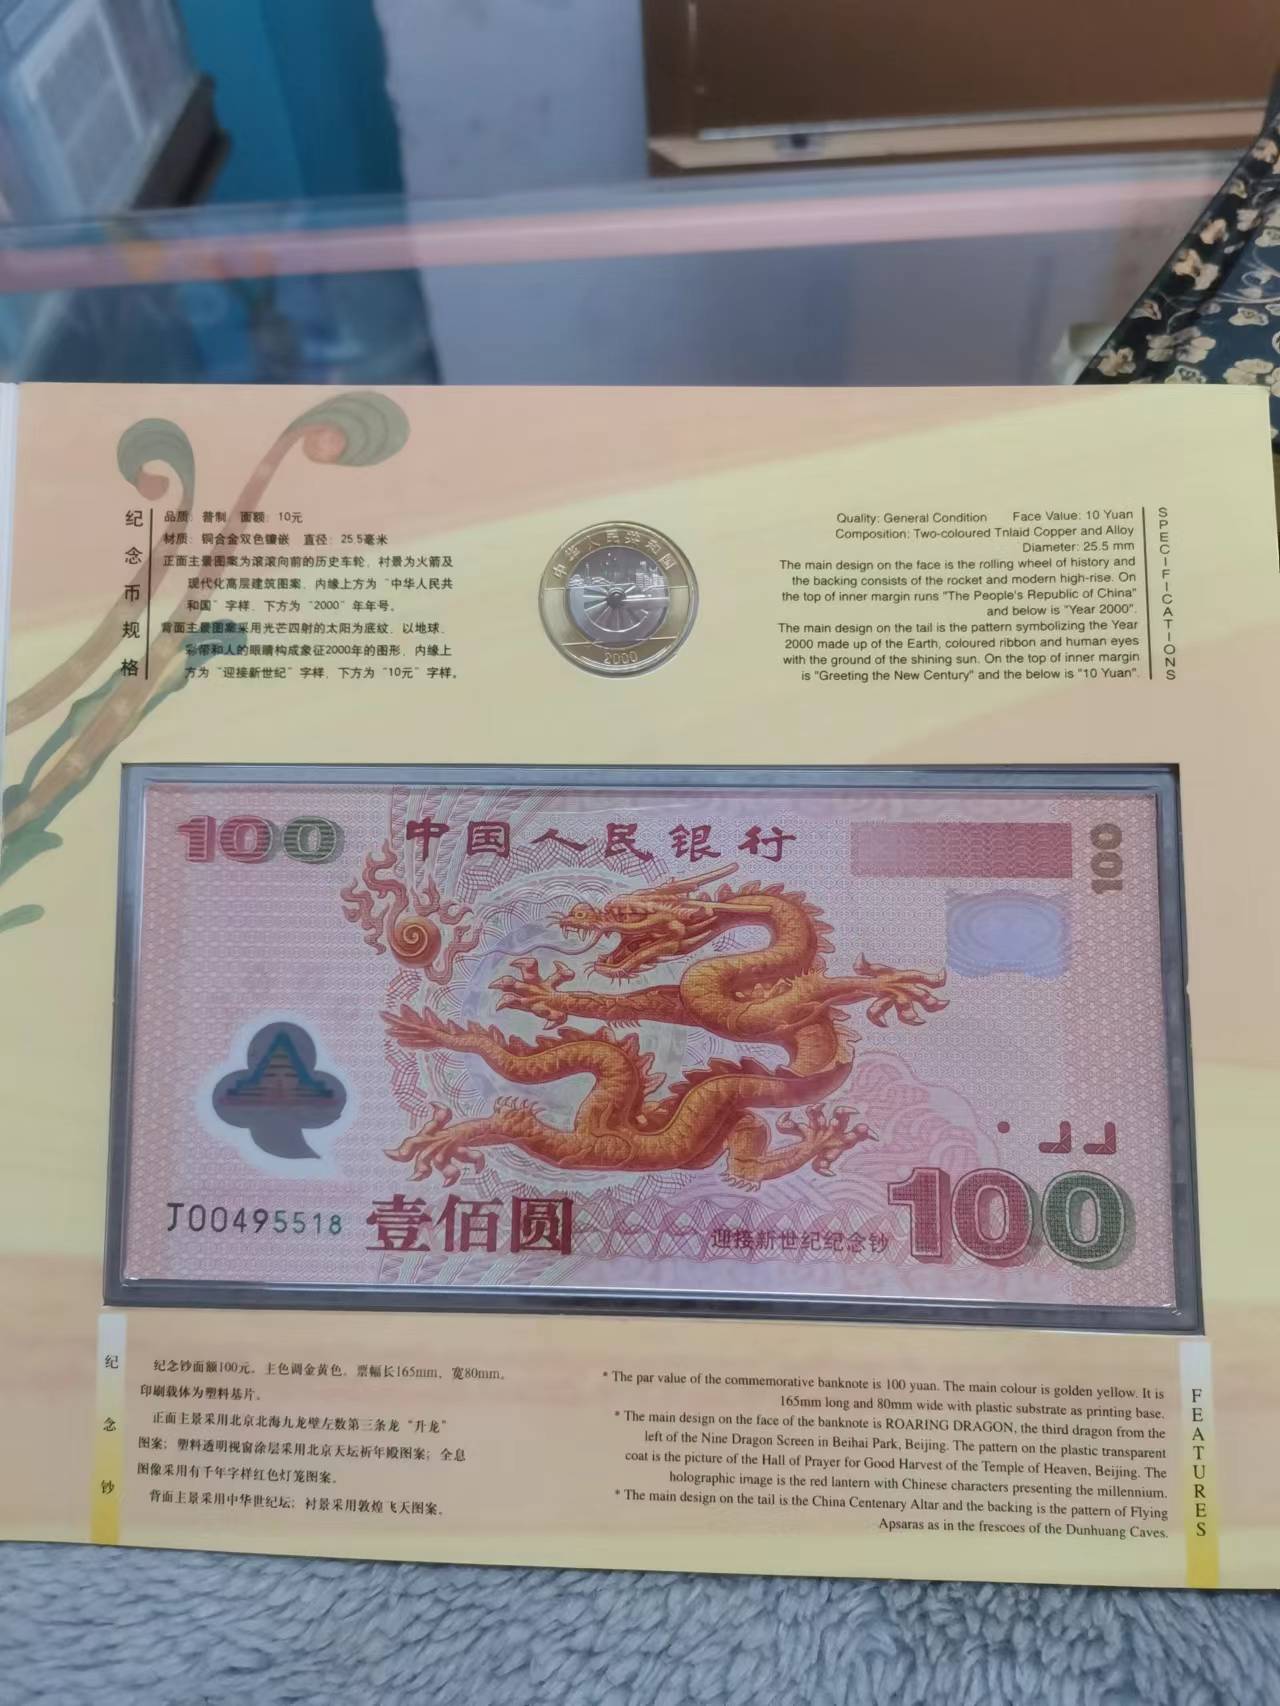 纪念币规格
品质：普制 面额：10元
材质：铜合金双色镶嵌 直径：25.5毫米
正面主景图案为滚滚向前的历史车轮，衬景为火箭及
现代化高层建筑图案，内缘上方为“中华人民共
和国”字样，下方为“2000”年年号。
背面主景图案采用光芒四射的太阳为底纹，以地球、
彩带和人的眼睛构成象征2000年的图形，内缘上
方为“迎接新世纪”字样，下方为“10元”字样。
中华人民共和国
2000
Quality: General Condition Face Value: 10 Yuan
Composition: Two-coloured Tnlaid Copper and Alloy
Diameter: 25.5 mm
The main design on the face is the rolling wheel of history and
the backing consists of the rocket and modern high-rise. On
the top of inner margin runs "The People's Republic of China"
and below is "Year 2000".
The main design on the tail is the pattern symbolizing the Year
2000 made up of the Earth, coloured ribbon and human eyes
with the ground of the shining sun. On the top of inner margin
is "Greeting the New Century" and the below is "10 Yuan".
SPECIFICATIONS
100
中国人民银行
100
J00495518
壹佰圆
迎接新世纪纪念钞
100
纪念钞
纪念钞面额100元。主色调金黄色。票幅长165mm，宽80mm。
印刷载体为塑料基片。
正面主景采用北京北海九龙壁左数第三条龙“升龙”
图案；塑料透明视窗涂层采用北京天坛祈年殿图案；全息
图像采用有千年字样红色灯笼图案。
背面主景采用中华世纪坛；衬景采用敦煌飞天图案。
* The par value of the commemorative banknote is 100 yuan. The main colour is golden yellow. It is
165mm long and 80mm wide with plastic substrate as printing base.
* The main design on the face of the banknote is ROARING DRAGON, the third dragon from the
left of the Nine Dragon Screen in Beihai Park, Beijing. The pattern on the plastic transparent
coat is the picture of the Hall of Prayer for Good Harvest of the Temple of Heaven, Beijing. The
holographic image is the red lantern with Chinese characters presenting the millennium.
* The main design on the tail is the China Centenary Altar and the backing is the pattern of Flying
Apsaras as in the frescoes of the Dunhuang Caves.
FEATURES